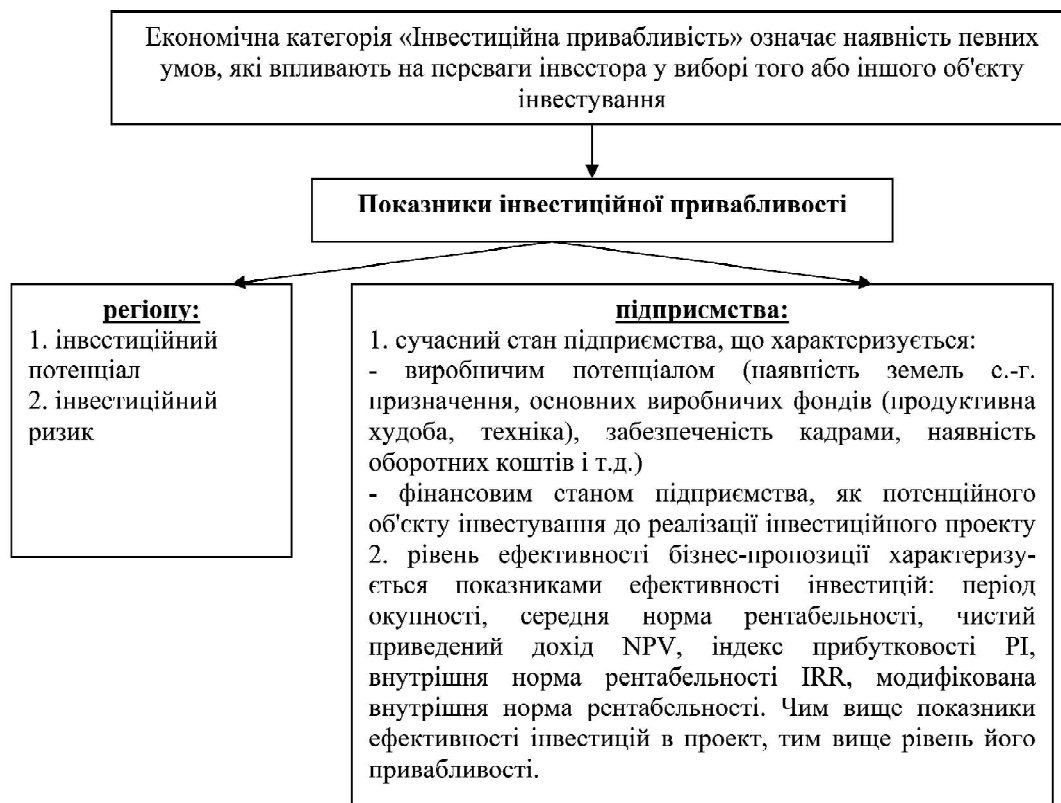 Економічна категорія «Інвестиційна привабливість» означає наявність певних
умов, які впливають на переваги інвестора у виборі того або іншого об'єкту
інвестування
Показники інвестиційної привабливості
регіону:
1. інвестиційний
потенціал
2. інвестиційний
ризик
підприємства:
1. сучасний стан підприємства, що характеризується:
- виробничим потенціалом (наявність земель с.-г.
призначення, основних виробничих фондів (продуктивна
худоба, техніка), забезпеченість кадрами, наявність
оборотних коштів і т.д.)
- фінансовим станом підприємства, як потенційного
об'єкту інвестування до реалізації інвестиційного проекту
2. рівень ефективності бізнес-пропозиції характеризу-
ється показниками ефективності інвестицій: період
окупності, середня норма рентабельності, чистий
приведений дохід NPV, індекс прибутковості PI,
внутрішня норма рентабельності IRR, модифікована
внутрішня норма рентабельності. Чим вище показники
ефективності інвестицій в проект, тим вище рівень його
привабливості.